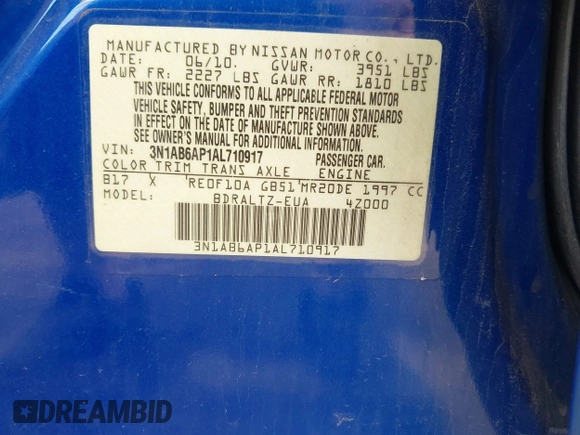 MANUFACTURED BY NISSAN MOTOR CO., LTD.
DATE: 06/10. GVWR: 3951 LBS
GAWR FR: 2227 LBS GAWR RR: 1810 LBS
THIS VEHICLE CONFORMS TO ALL APPLICABLE FEDERAL MOTOR
VEHICLE SAFETY, BUMPER AND THEFT PREVENTION STANDARDS
IN EFFECT ON THE DATE OF MANUFACTURE SHOWN ABOVE.
SEE OWNER'S MANUAL FOR ADDITIONAL INFORMATION.
VIN: 3N1AB6AP1AL710917 PASSENGER CAR.
COLOR TRIM TRANS AXLE ENGINE
B17 X RE0F10A GB51 MR20DE 1997 CC
MODEL: BDRALTZ-EUA 4Z000
3N1AB6AP1AL710917
DREAMBID